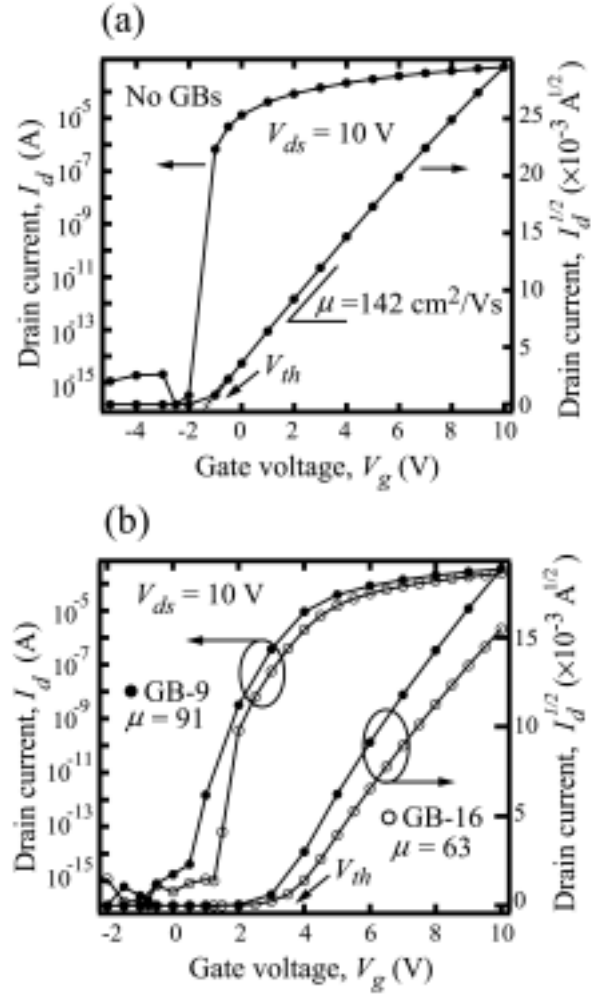 (a)
No GBs
V_ds = 10 V
μ =142 cm²/Vs
V_th
Drain current, I_d (A)
10⁻⁵
10⁻⁷
10⁻⁹
10⁻¹¹
10⁻¹³
10⁻¹⁵
Drain current, I_d^1/2 (×10⁻³ A^1/2)
25
20
15
10
5
0
-4 -2 0 2 4 6 8 10
Gate voltage, V_g (V)
(b)
V_ds = 10 V
GB-9
μ = 91
GB-16
μ = 63
V_th
Drain current, I_d (A)
10⁻⁵
10⁻⁷
10⁻⁹
10⁻¹¹
10⁻¹³
10⁻¹⁵
Drain current, I_d^1/2 (×10⁻³ A^1/2)
15
10
5
0
-2 0 2 4 6 8 10
Gate voltage, V_g (V)